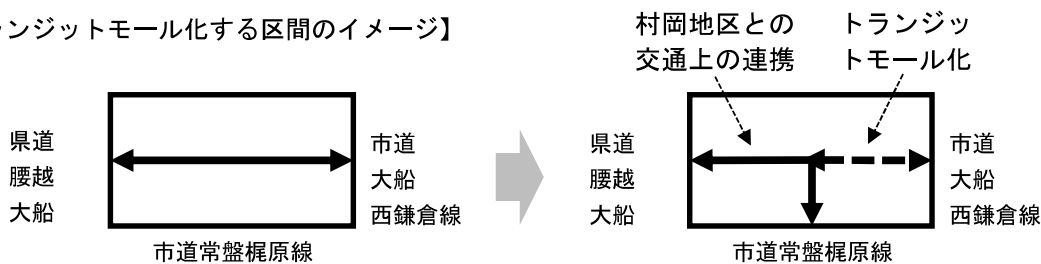 ンジットモール化する区間のイメージ】
県道
腰越
大船
市道
大船
西鎌倉線
市道常盤梶原線
村岡地区との
交通上の連携
トランジッ
トモール化
県道
腰越
大船
市道
大船
西鎌倉線
市道常盤梶原線